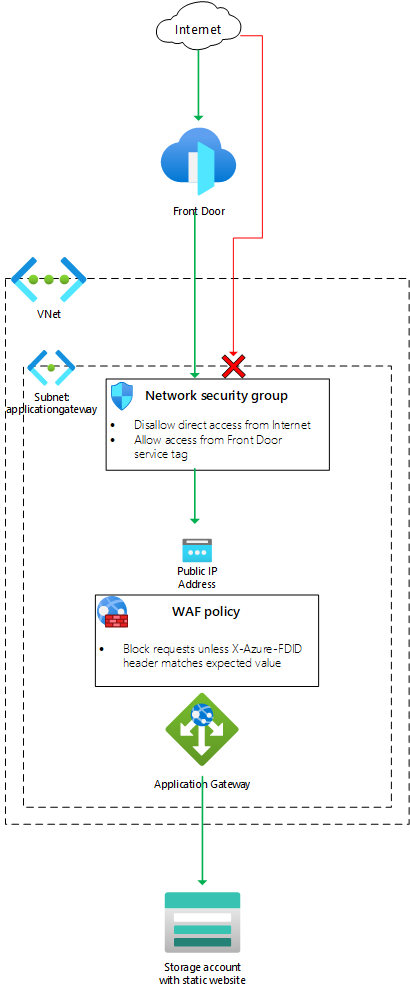 Internet
Front Door
VNet
Subnet:
applicationgateway
Network security group
• Disallow direct access from Internet
• Allow access from Front Door
service tag
Public IP
Address
WAF policy
• Block requests unless X-Azure-FDID
header matches expected value
Application Gateway
Storage account
with static website